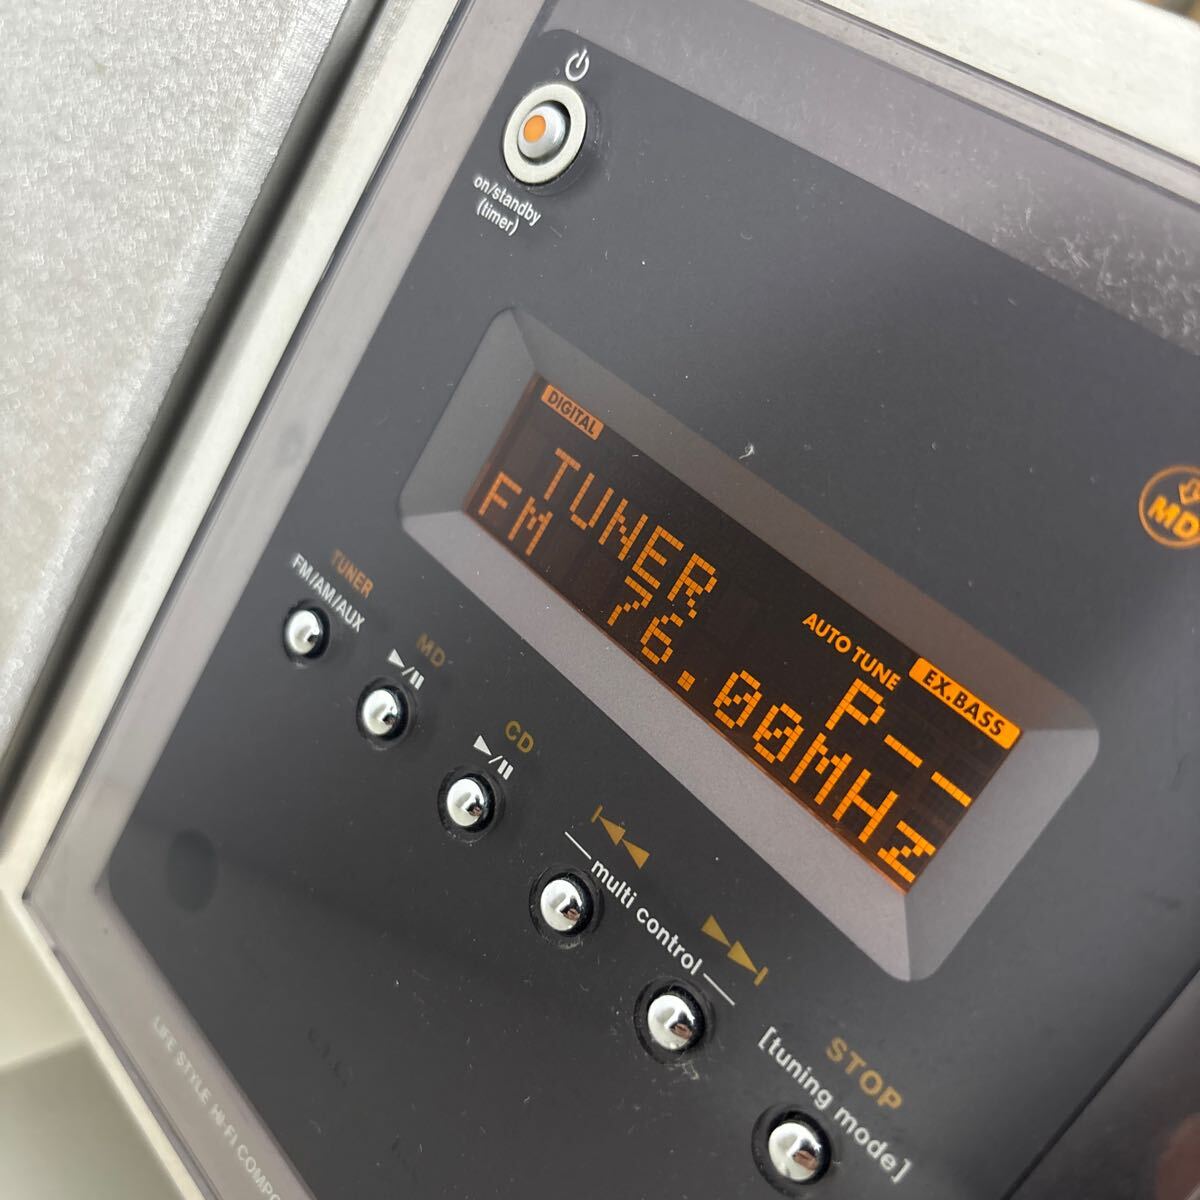 on/standby
(timer)
DIGITAL
TUNER
AUTO TUNE
EX.BASS
P--
FM 76.00MHz
MD
TUNER
FM/AM/AUX
MD
CD
multi control
STOP
[tuning mode]
LIFE STYLE HI-FI